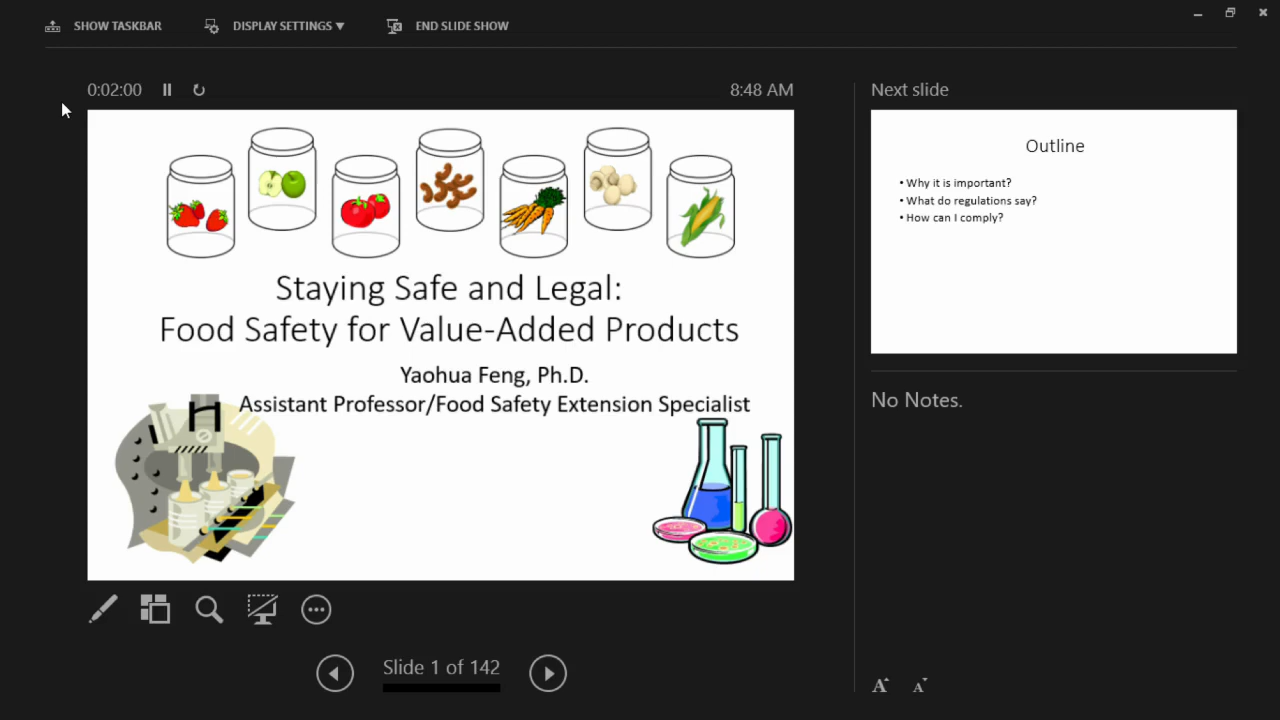 SHOW TASKBAR
DISPLAY SETTINGS ▼
END SLIDE SHOW
0:02:00
8:48 AM
Staying Safe and Legal:
Food Safety for Value-Added Products
Yaohua Feng, Ph.D.
Assistant Professor/Food Safety Extension Specialist
Slide 1 of 142
Next slide
Outline
• Why it is important?
• What do regulations say?
• How can I comply?
No Notes.
A A